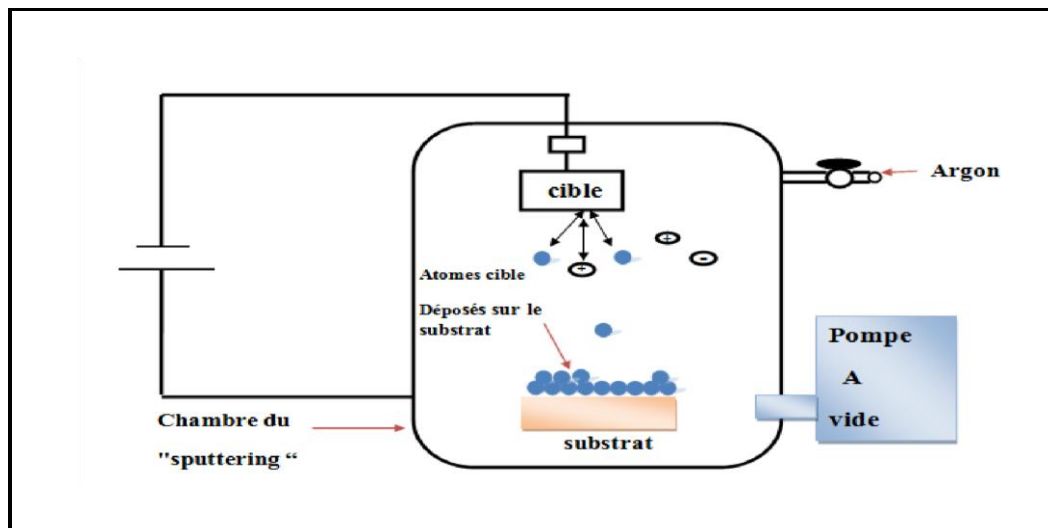 cible
Argon
+
-
+
Atomes cible
Déposés sur le
substrat
Pompe
A
vide
Chambre du
"sputtering “
substrat